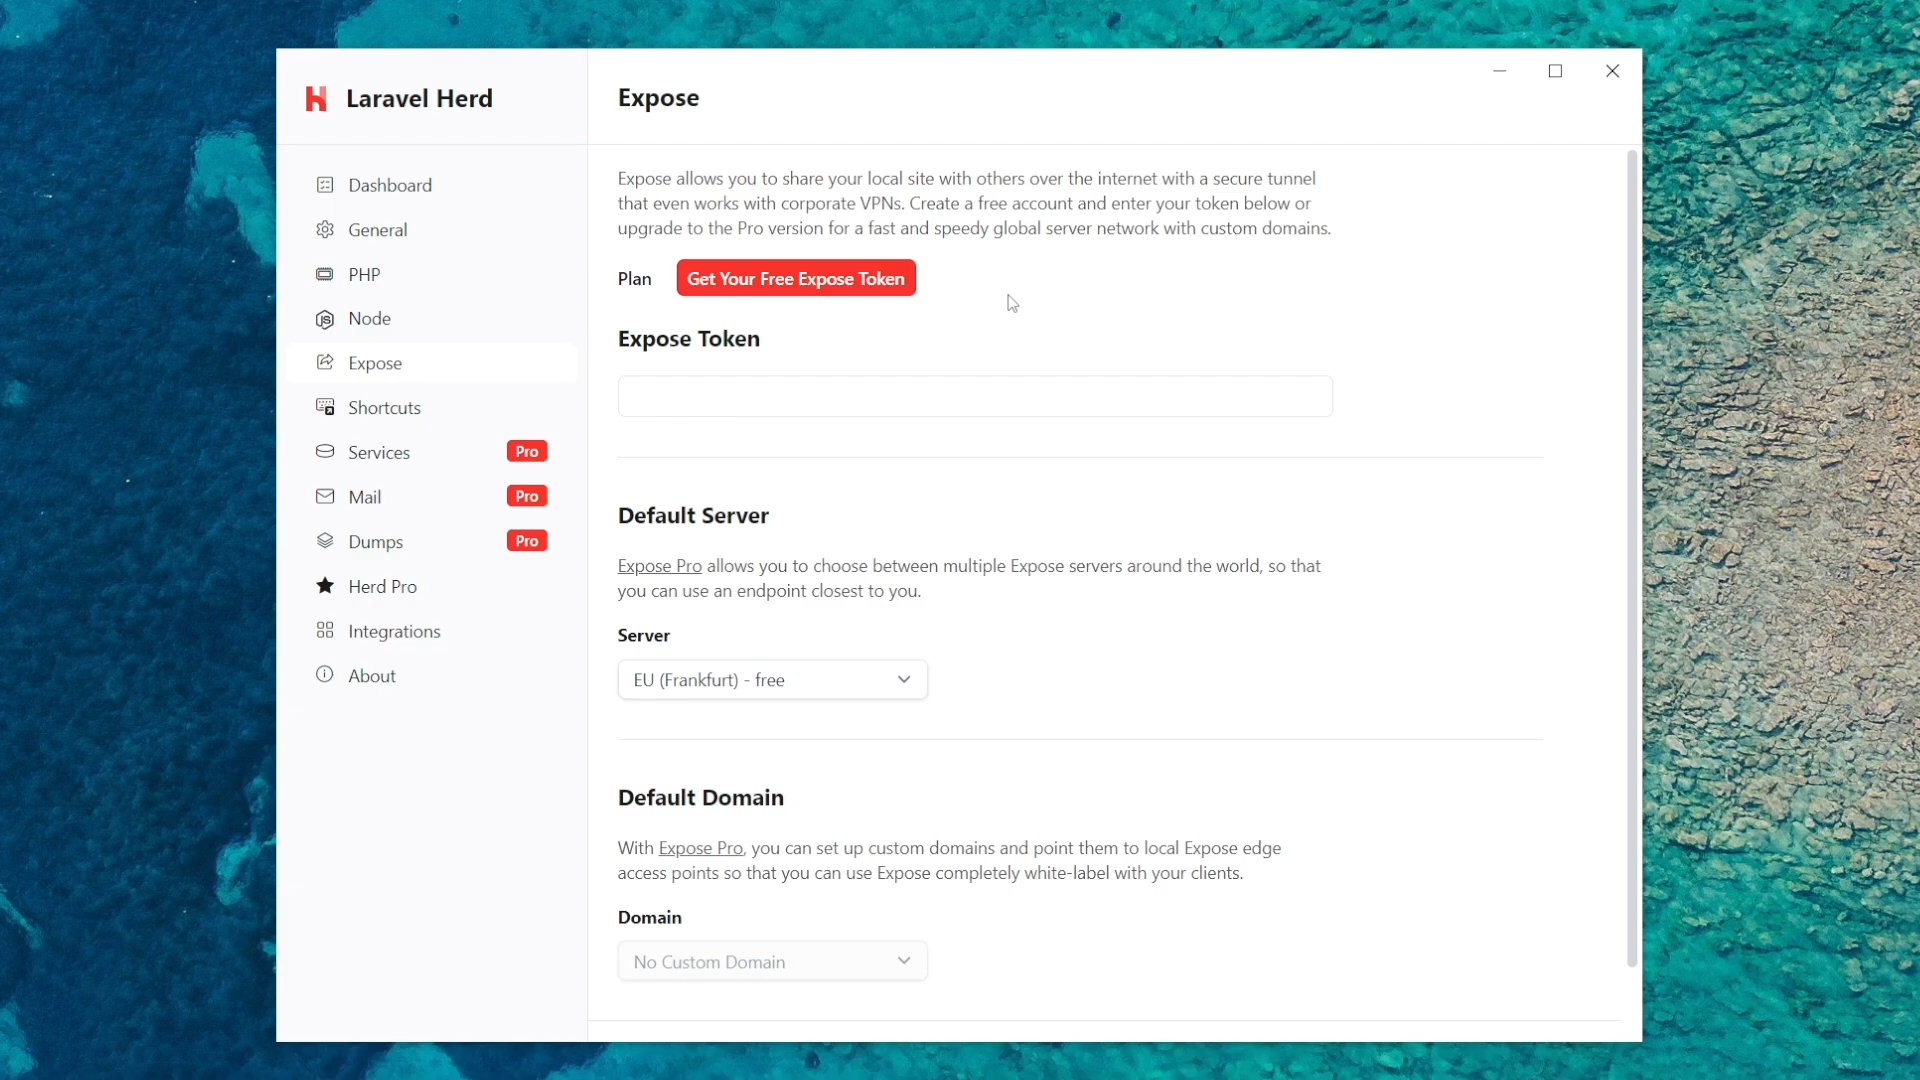 Laravel Herd
Dashboard
General
PHP
Node
Expose
Shortcuts
Services Pro
Mail Pro
Dumps Pro
Herd Pro
Integrations
About
Expose
Expose allows you to share your local site with others over the internet with a secure tunnel
that even works with corporate VPNs. Create a free account and enter your token below or
upgrade to the Pro version for a fast and speedy global server network with custom domains.
Plan Get Your Free Expose Token
Expose Token
Default Server
Expose Pro allows you to choose between multiple Expose servers around the world, so that
you can use an endpoint closest to you.
Server
EU (Frankfurt) - free
Default Domain
With Expose Pro, you can set up custom domains and point them to local Expose edge
access points so that you can use Expose completely white-label with your clients.
Domain
No Custom Domain